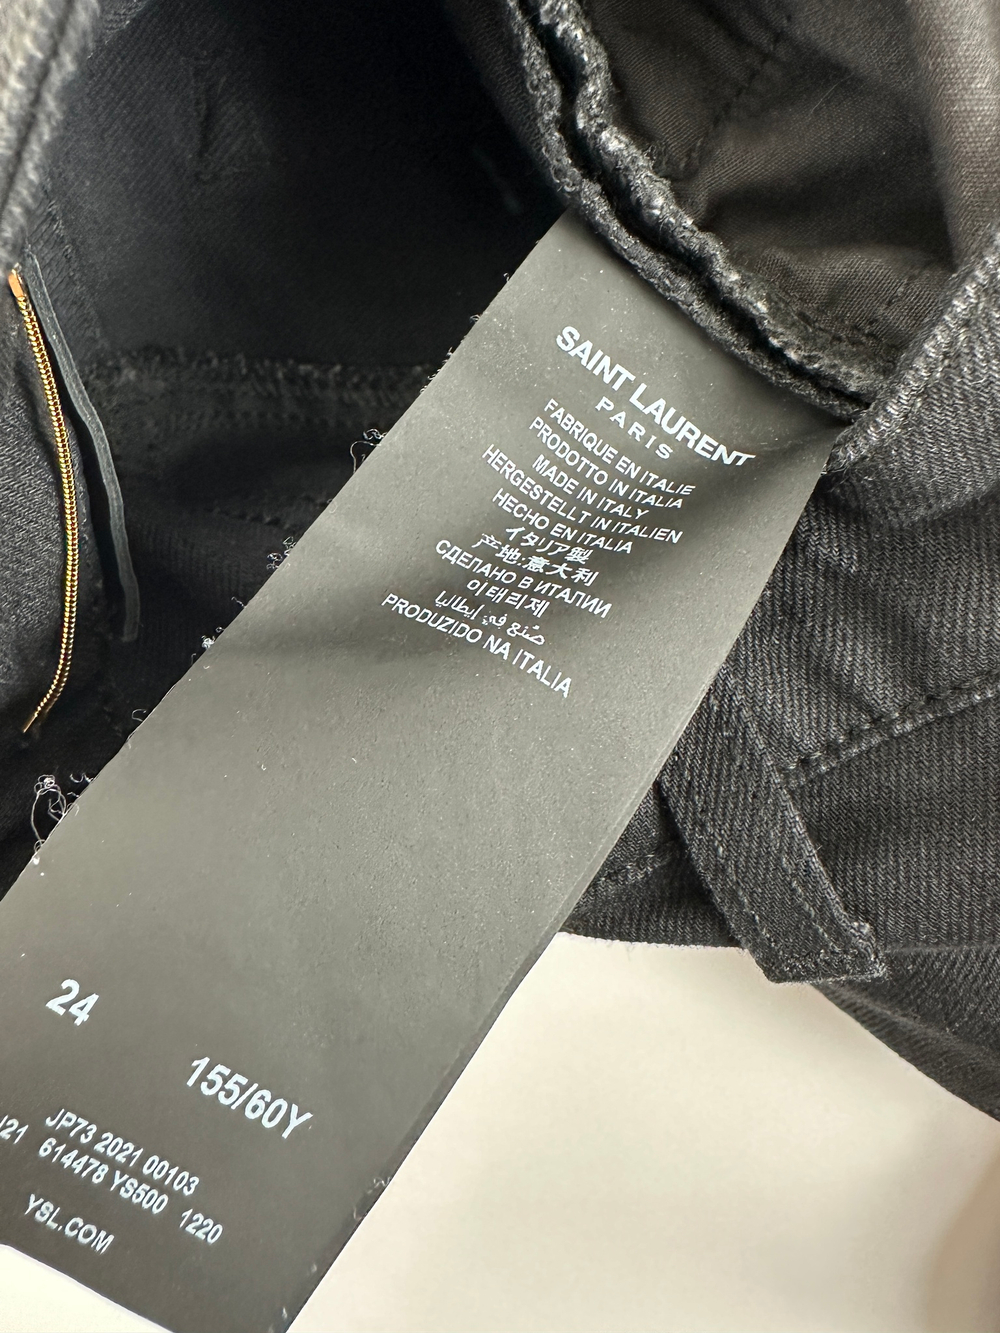 SAINT LAURENT
PARIS
FABRIQUE EN ITALIE
PRODOTTO IN ITALIA
MADE IN ITALY
HERGESTELLT IN ITALIEN
HECHO EN ITALIA
イタリア製
产地:意大利
СДЕЛАНО В ИТАЛИИ
이태리제
صنع في إيطاليا
PRODUZIDO NA ITALIA
24
155/60Y
JP73 2021 00103
614478 YS500 1220
YSL.COM